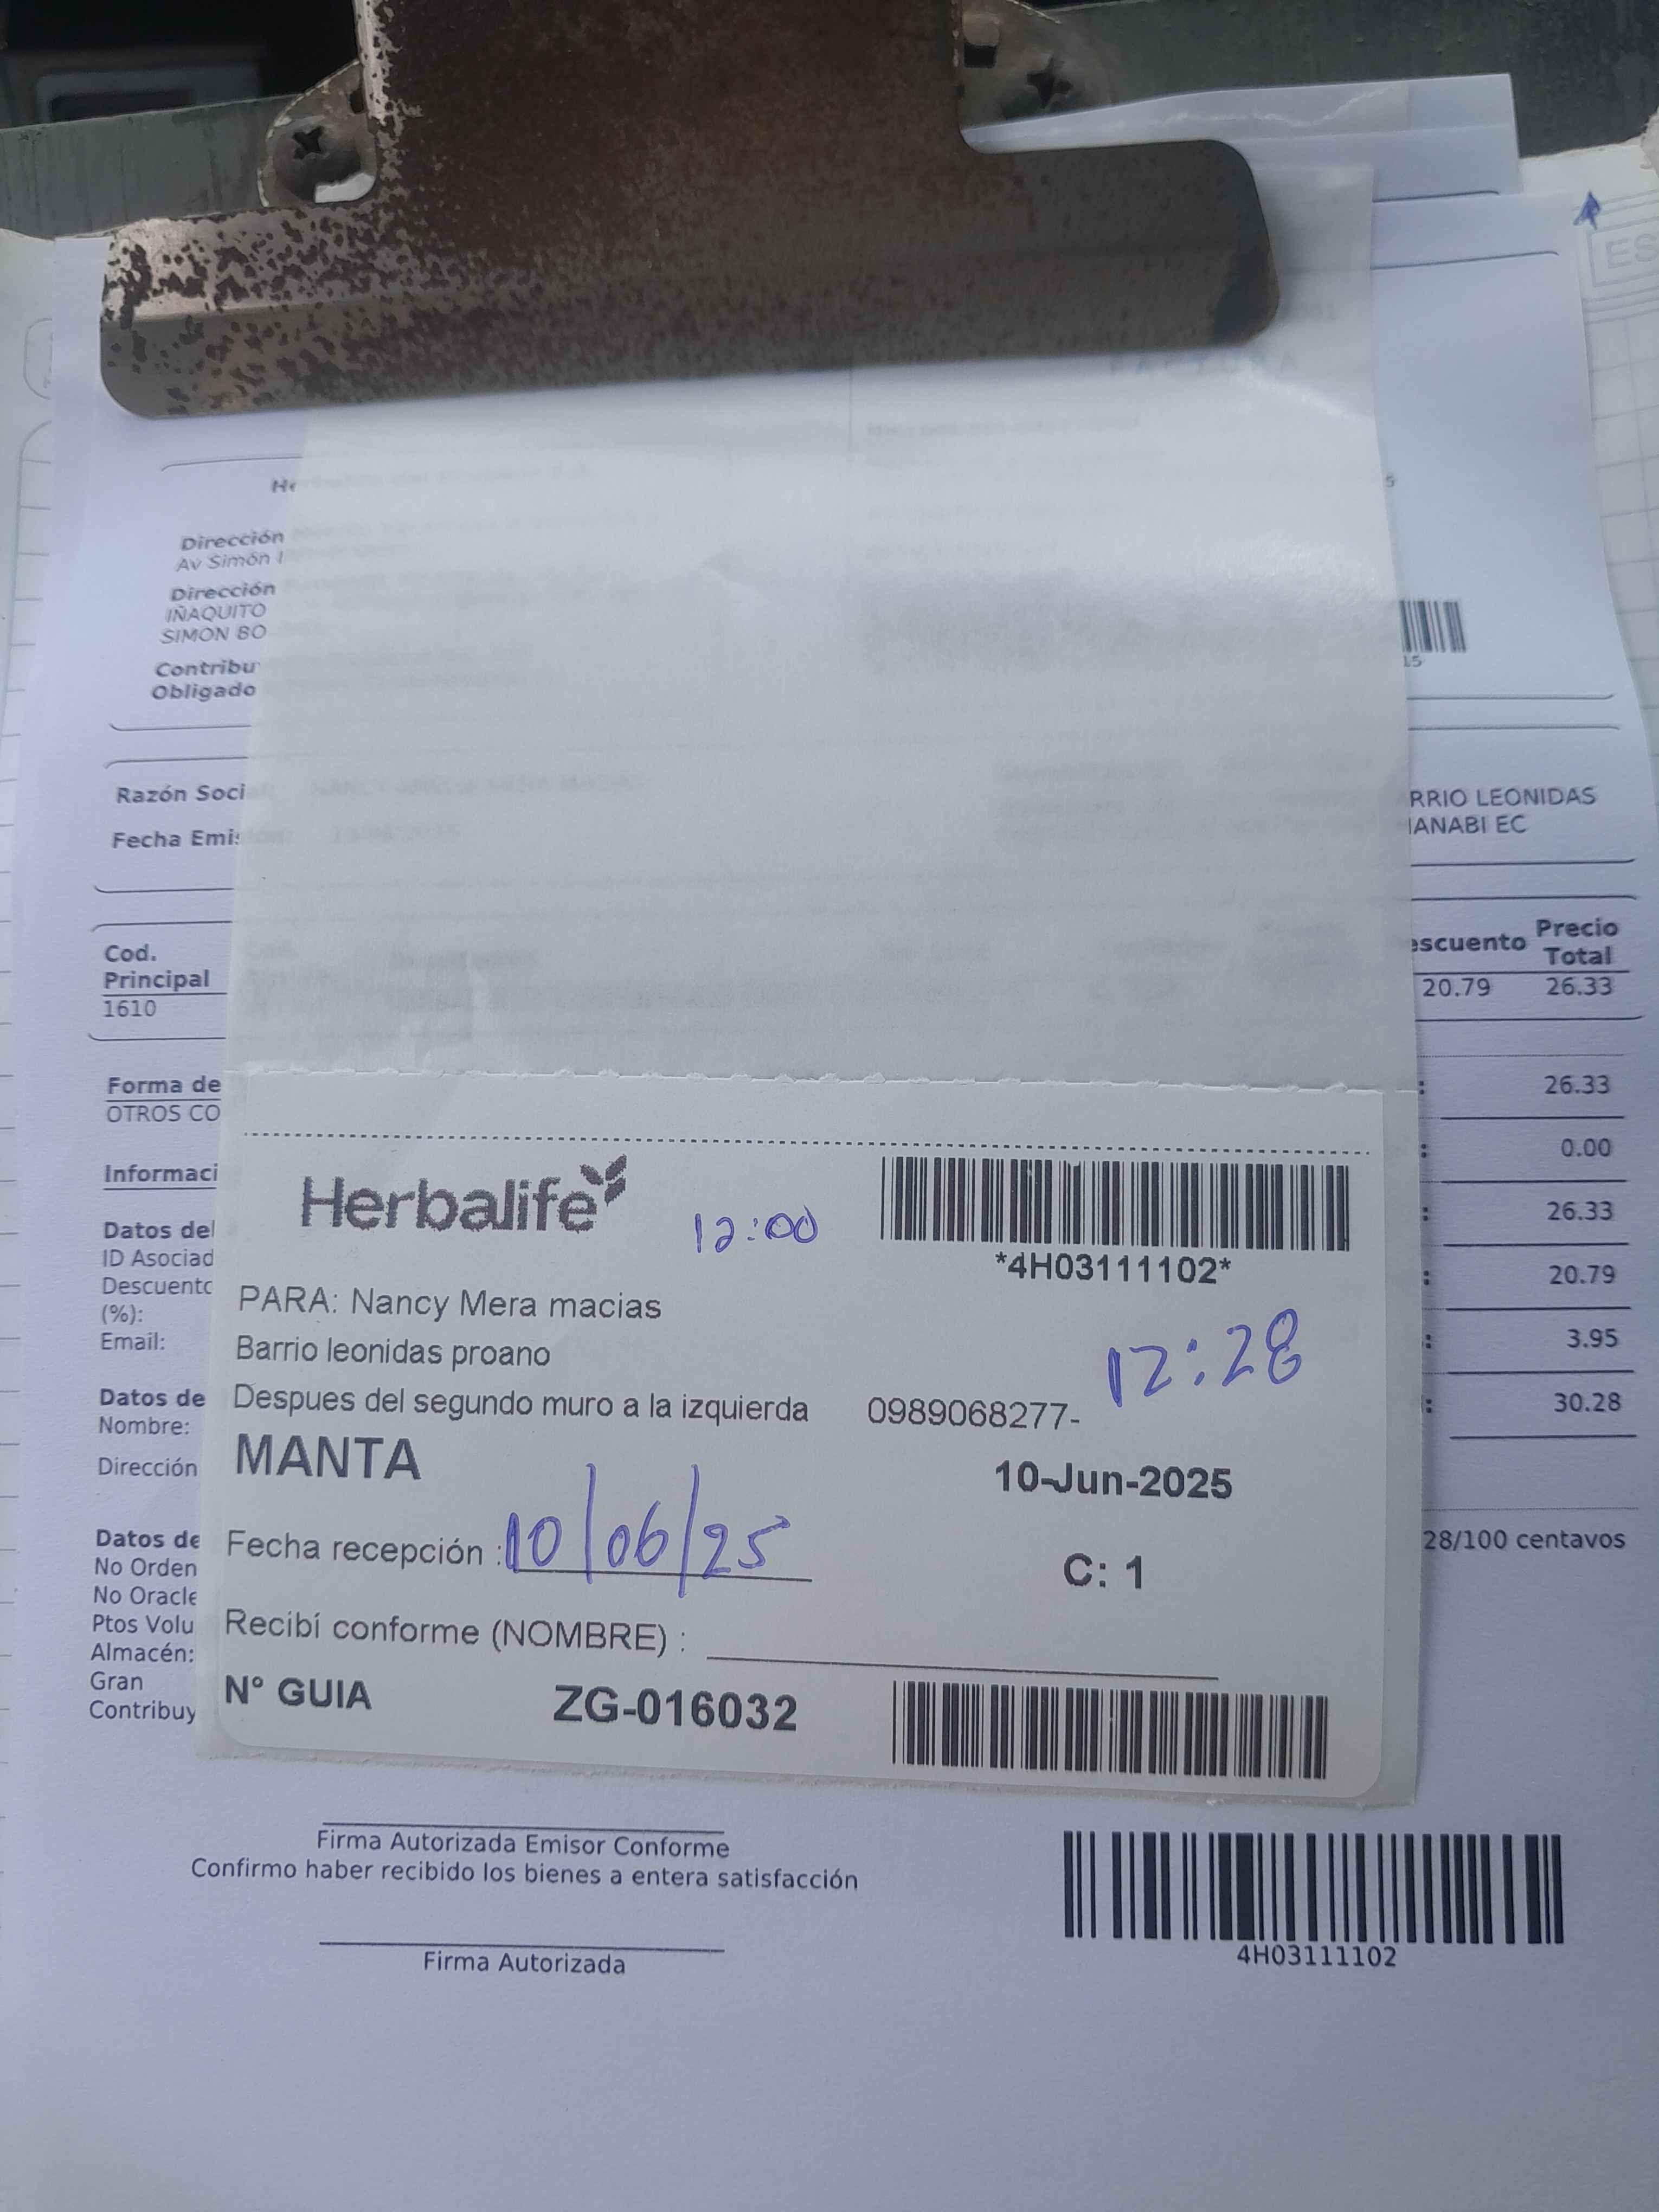 ES
Dirección
Av Simón
Dirección
IÑAQUITO
SIMON BO
Contribu
Obligado
15
Razón Soci
RRIO LEONIDAS
Fecha Emis
MANABI EC
Cod.
Principal
escuento
Precio
Total
1610
20.79 26.33
Forma de
: 26.33
OTROS CO
: 0.00
Informaci
: 26.33
Datos del
ID Asociad
: 20.79
Descuento
(%):
Email:
: 3.95
Datos de
: 30.28
Nombre:
Dirección
Datos de
28/100 centavos
No Orden
No Oracle
Ptos Volu
Almacén:
Gran
Contribuy
Herbalife
12:00
*4H03111102*
PARA: Nancy Mera macias
Barrio leonidas proano
12:28
Despues del segundo muro a la izquierda 0989068277-
MANTA
10-Jun-2025
Fecha recepción : 10/06/25
C: 1
Recibí conforme (NOMBRE) :
N° GUIA ZG-016032
Firma Autorizada Emisor Conforme
Confirmo haber recibido los bienes a entera satisfacción
Firma Autorizada
4H03111102